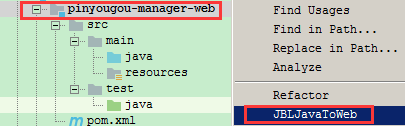 pinyougou-manager-web
src
main
java
resources
test
java
pom.xml
Find Usages
Find in Path...
Replace in Path...
Analyze
Refactor
JBLJavaToWeb